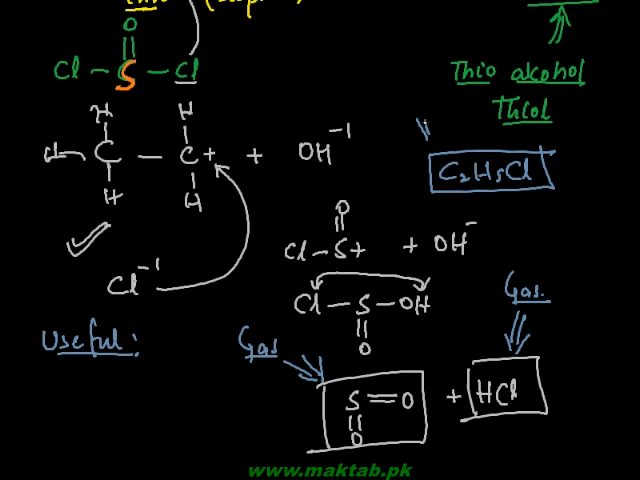 O
Cl - S - Cl
Thio alcohol
Thiol
H H
H - C - C+ + OH⁻¹
H H
C₂H₅Cl
Cl⁻¹
O
Cl - S+ + OH⁻
Cl - S - OH
O
Gas
Useful:
Gas
S = O + HCl
O
www.maktab.pk